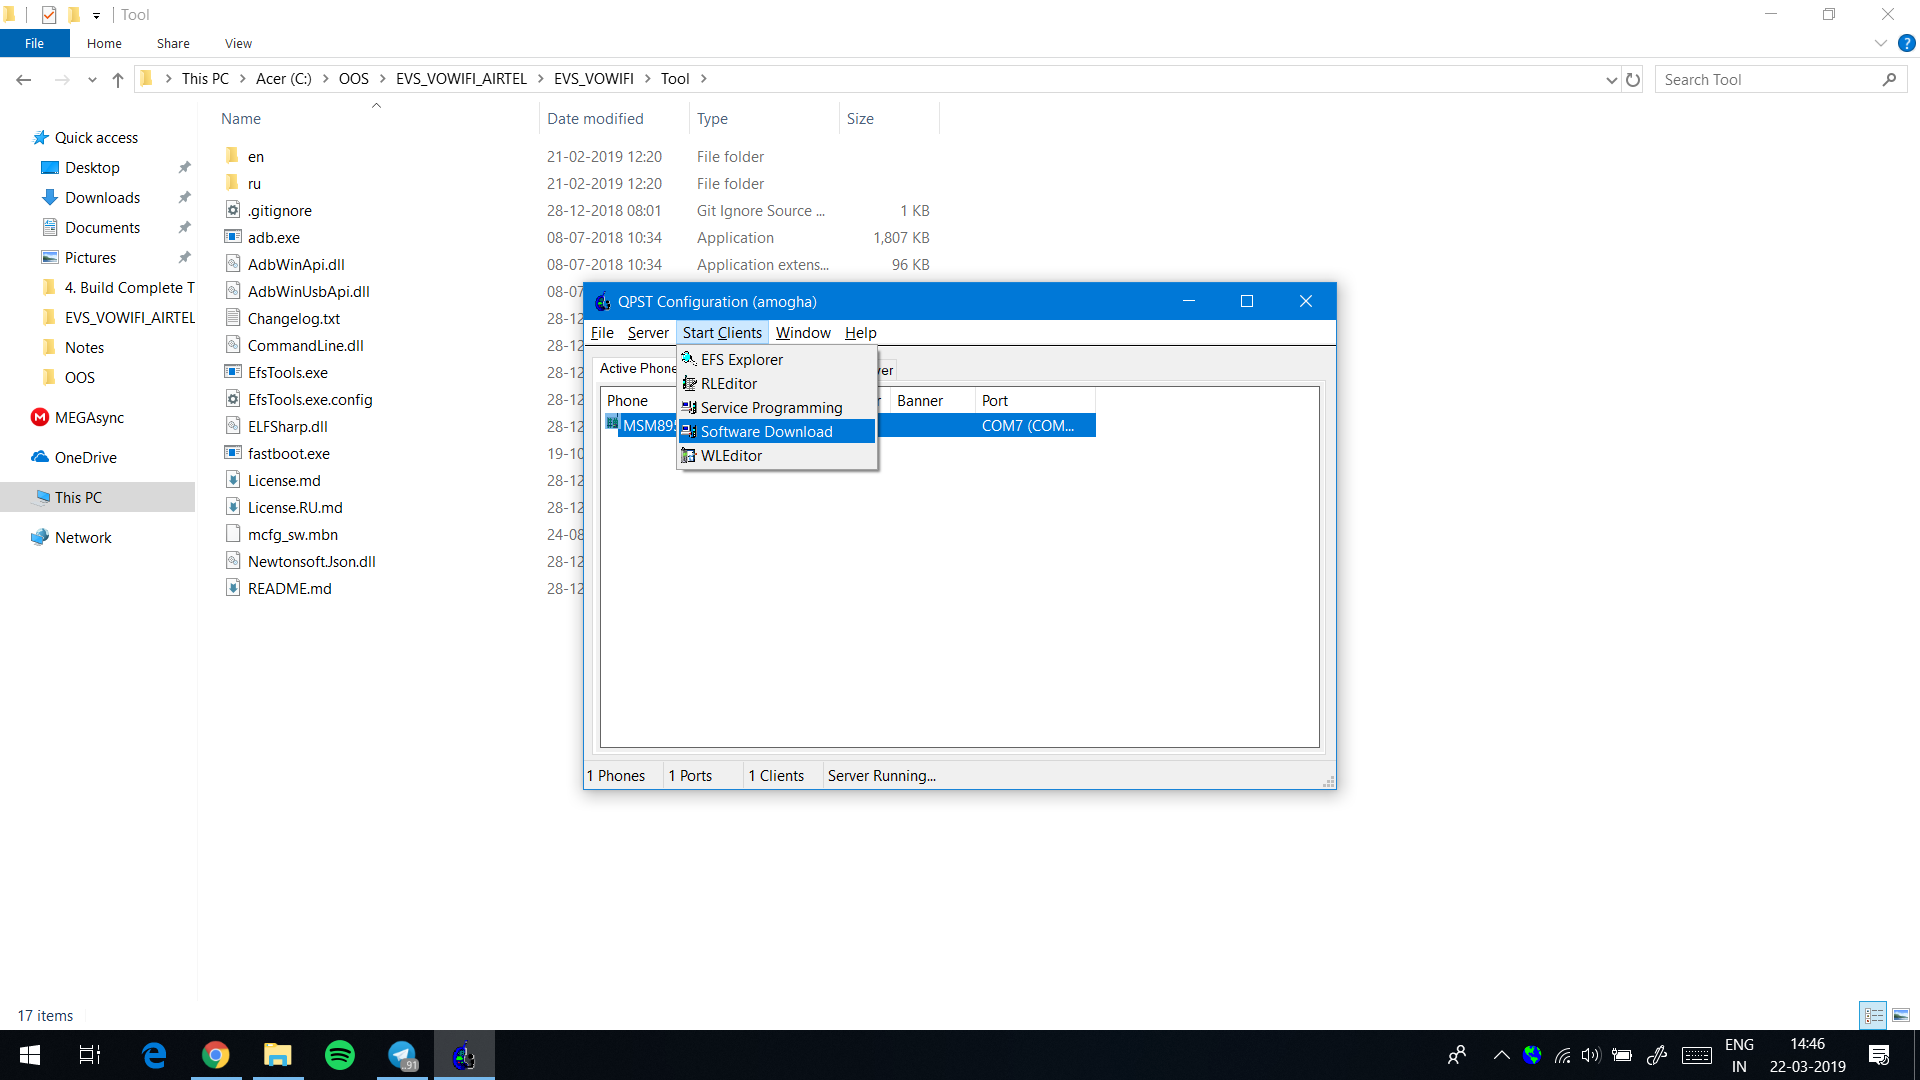 Tool
File Home Share View
This PC Acer (C:) OOS EVS_VOWIFI_AIRTEL EVS_VOWIFI Tool
Search Tool
Name Date modified Type Size
Quick access
Desktop
Downloads
Documents
Pictures
4. Build Complete T
EVS_VOWIFI_AIRTEL
Notes
OOS
MEGAsync
OneDrive
This PC
Network
en 21-02-2019 12:20 File folder
ru 21-02-2019 12:20 File folder
.gitignore 28-12-2018 08:01 Git Ignore Source ... 1 KB
adb.exe 08-07-2018 10:34 Application 1,807 KB
AdbWinApi.dll 08-07-2018 10:34 Application extens... 96 KB
AdbWinUsbApi.dll 08-07
Changelog.txt 28-12
CommandLine.dll 28-12
EfsTools.exe 28-12
EfsTools.exe.config 28-12
ELFSharp.dll 28-12
fastboot.exe 19-10
License.md 28-12
License.RU.md 28-12
mcfg_sw.mbn 24-08
Newtonsoft.Json.dll 28-12
README.md 28-12
QPST Configuration (amogha)
File Server Start Clients Window Help
EFS Explorer
RLEditor
Service Programming
Software Download
WLEditor
Active Phone ver
Phone r Banner Port
MSM895 COM7 (COM...
1 Phones 1 Ports 1 Clients Server Running...
17 items
91
ENG
IN
14:46
22-03-2019